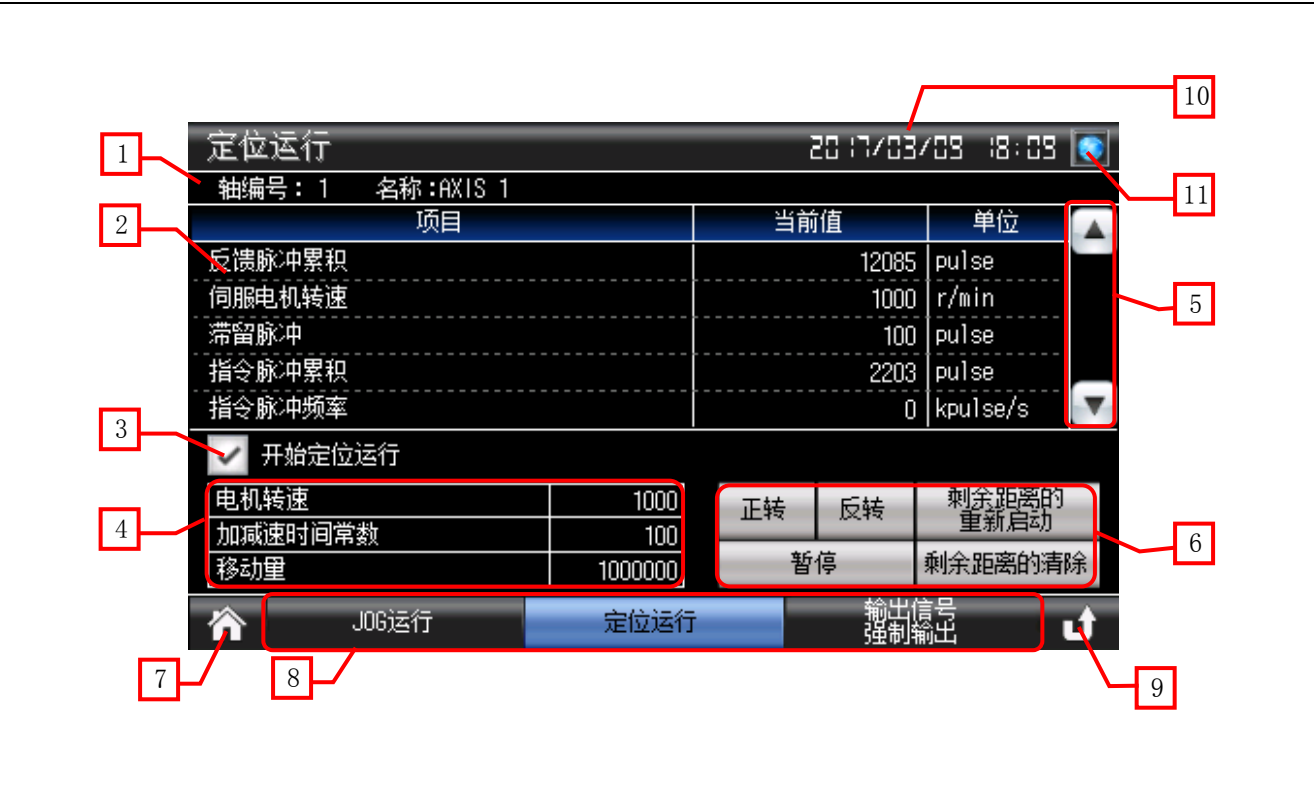 10
定位运行 2017/03/09 18:09
1
轴编号：1 名称:AXIS 1
11
项目 当前值 单位
2
反馈脉冲累积 12085 pulse
伺服电机转速 1000 r/min
5
滞留脉冲 100 pulse
指令脉冲累积 2203 pulse
指令脉冲频率 0 kpulse/s
3
开始定位运行
电机转速 1000
加减速时间常数 100
移动量 1000000
4
正转 反转 剩余距离的
重新启动
暂停 剩余距离的清除
6
JOG运行 定位运行 输出信号
强制输出
7
8
9